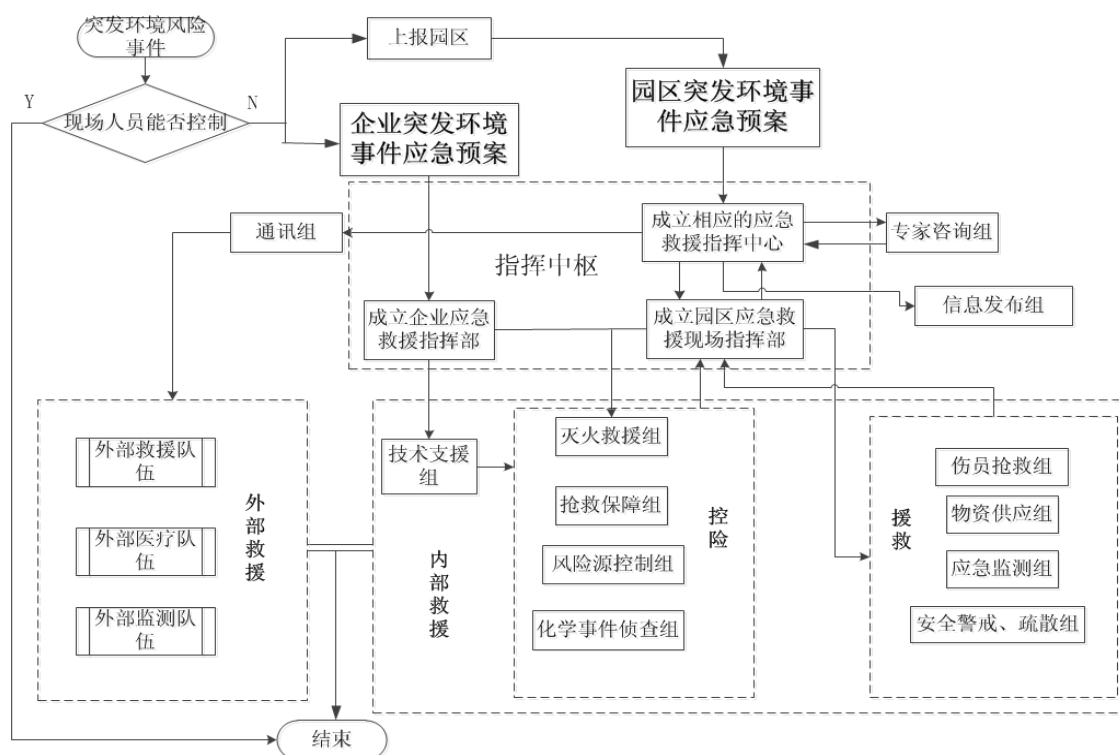 突发环境风险
事件
上报园区
Y
N
现场人员能否控制
园区突发环境事
件应急预案
企业突发环境
事件应急预案
通讯组
成立相应的应急
救援指挥中心
专家咨询组
指挥中枢
信息发布组
成立企业应急
救援指挥部
成立园区应急救
援现场指挥部
外部救援队
伍
外部医疗队
伍
外部监测队
伍
外部救援
技术支援
组
内部救援
灭火救援组
抢救保障组
风险源控制组
化学事件侦查组
控险
援救
伤员抢救组
物资供应组
应急监测组
安全警戒、疏散组
结束